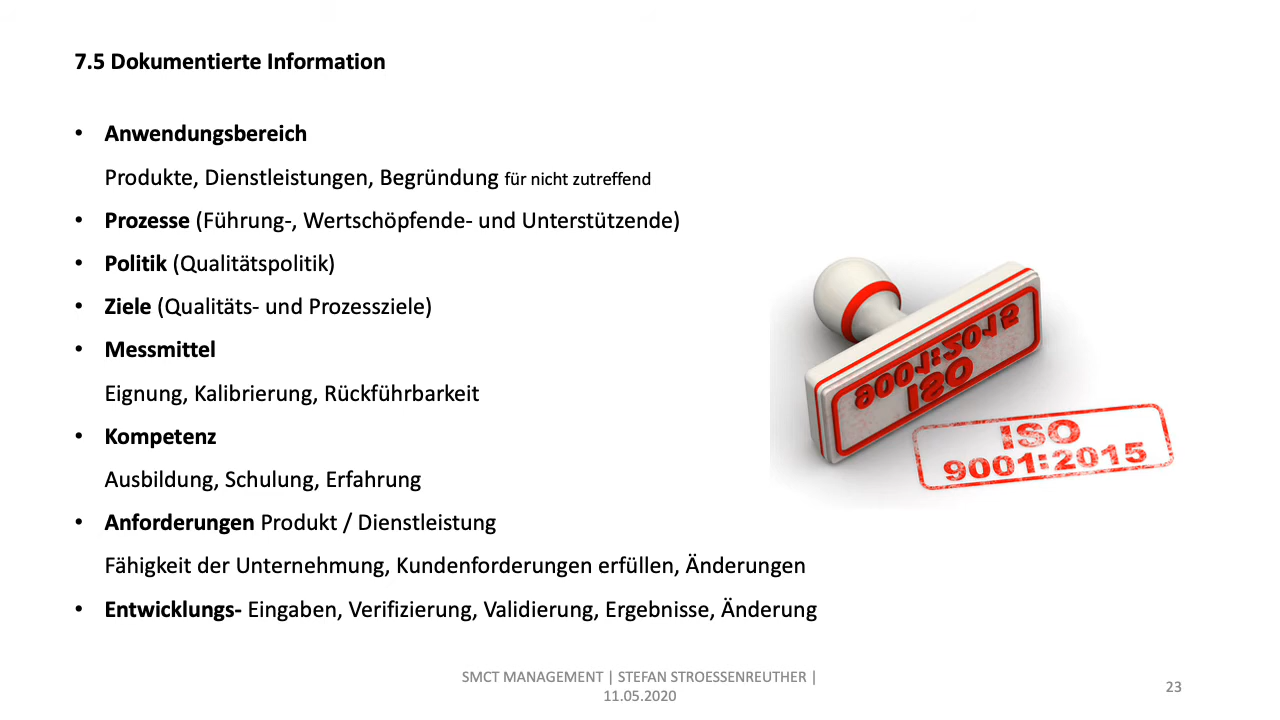 7.5 Dokumentierte Information
• Anwendungsbereich
Produkte, Dienstleistungen, Begründung für nicht zutreffend
• Prozesse (Führung-, Wertschöpfende- und Unterstützende)
• Politik (Qualitätspolitik)
• Ziele (Qualitäts- und Prozessziele)
• Messmittel
Eignung, Kalibrierung, Rückführbarkeit
• Kompetenz
Ausbildung, Schulung, Erfahrung
• Anforderungen Produkt / Dienstleistung
Fähigkeit der Unternehmung, Kundenforderungen erfüllen, Änderungen
• Entwicklungs- Eingaben, Verifizierung, Validierung, Ergebnisse, Änderung
9001:2015
ISO
ISO
9001:2015
SMCT MANAGEMENT | STEFAN STROESSENREUTHER |
11.05.2020
23